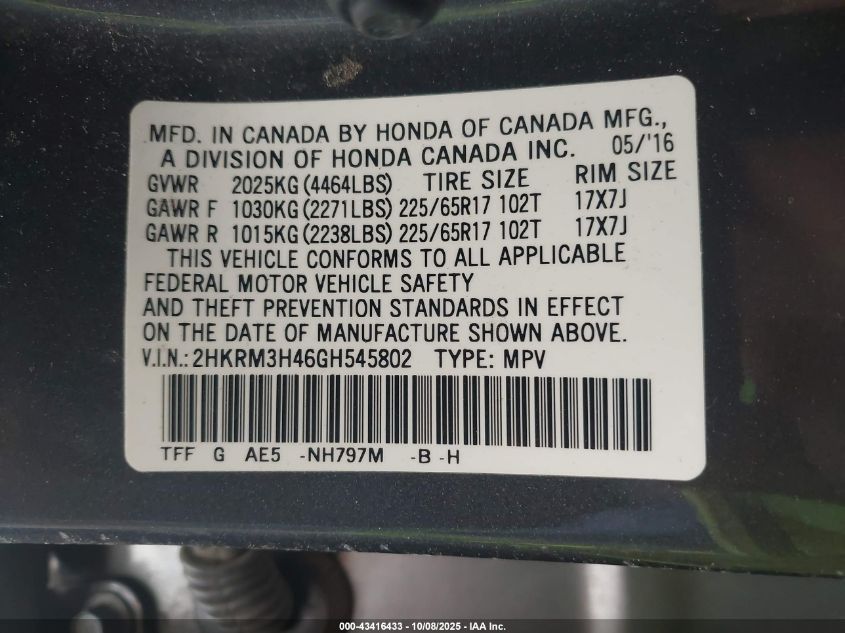 MFD. IN CANADA BY HONDA OF CANADA MFG.,
A DIVISION OF HONDA CANADA INC. 05/'16
GVWR 2025KG(4464LBS) TIRE SIZE RIM SIZE
GAWR F 1030KG(2271LBS) 225/65R17 102T 17X7J
GAWR R 1015KG(2238LBS) 225/65R17 102T 17X7J
THIS VEHICLE CONFORMS TO ALL APPLICABLE
FEDERAL MOTOR VEHICLE SAFETY
AND THEFT PREVENTION STANDARDS IN EFFECT
ON THE DATE OF MANUFACTURE SHOWN ABOVE.
V.I.N.: 2HKRM3H46GH545802 TYPE: MPV
TFF G AE5 -NH797M -B -H
000-43416433 - 10/08/2025 - IAA Inc.